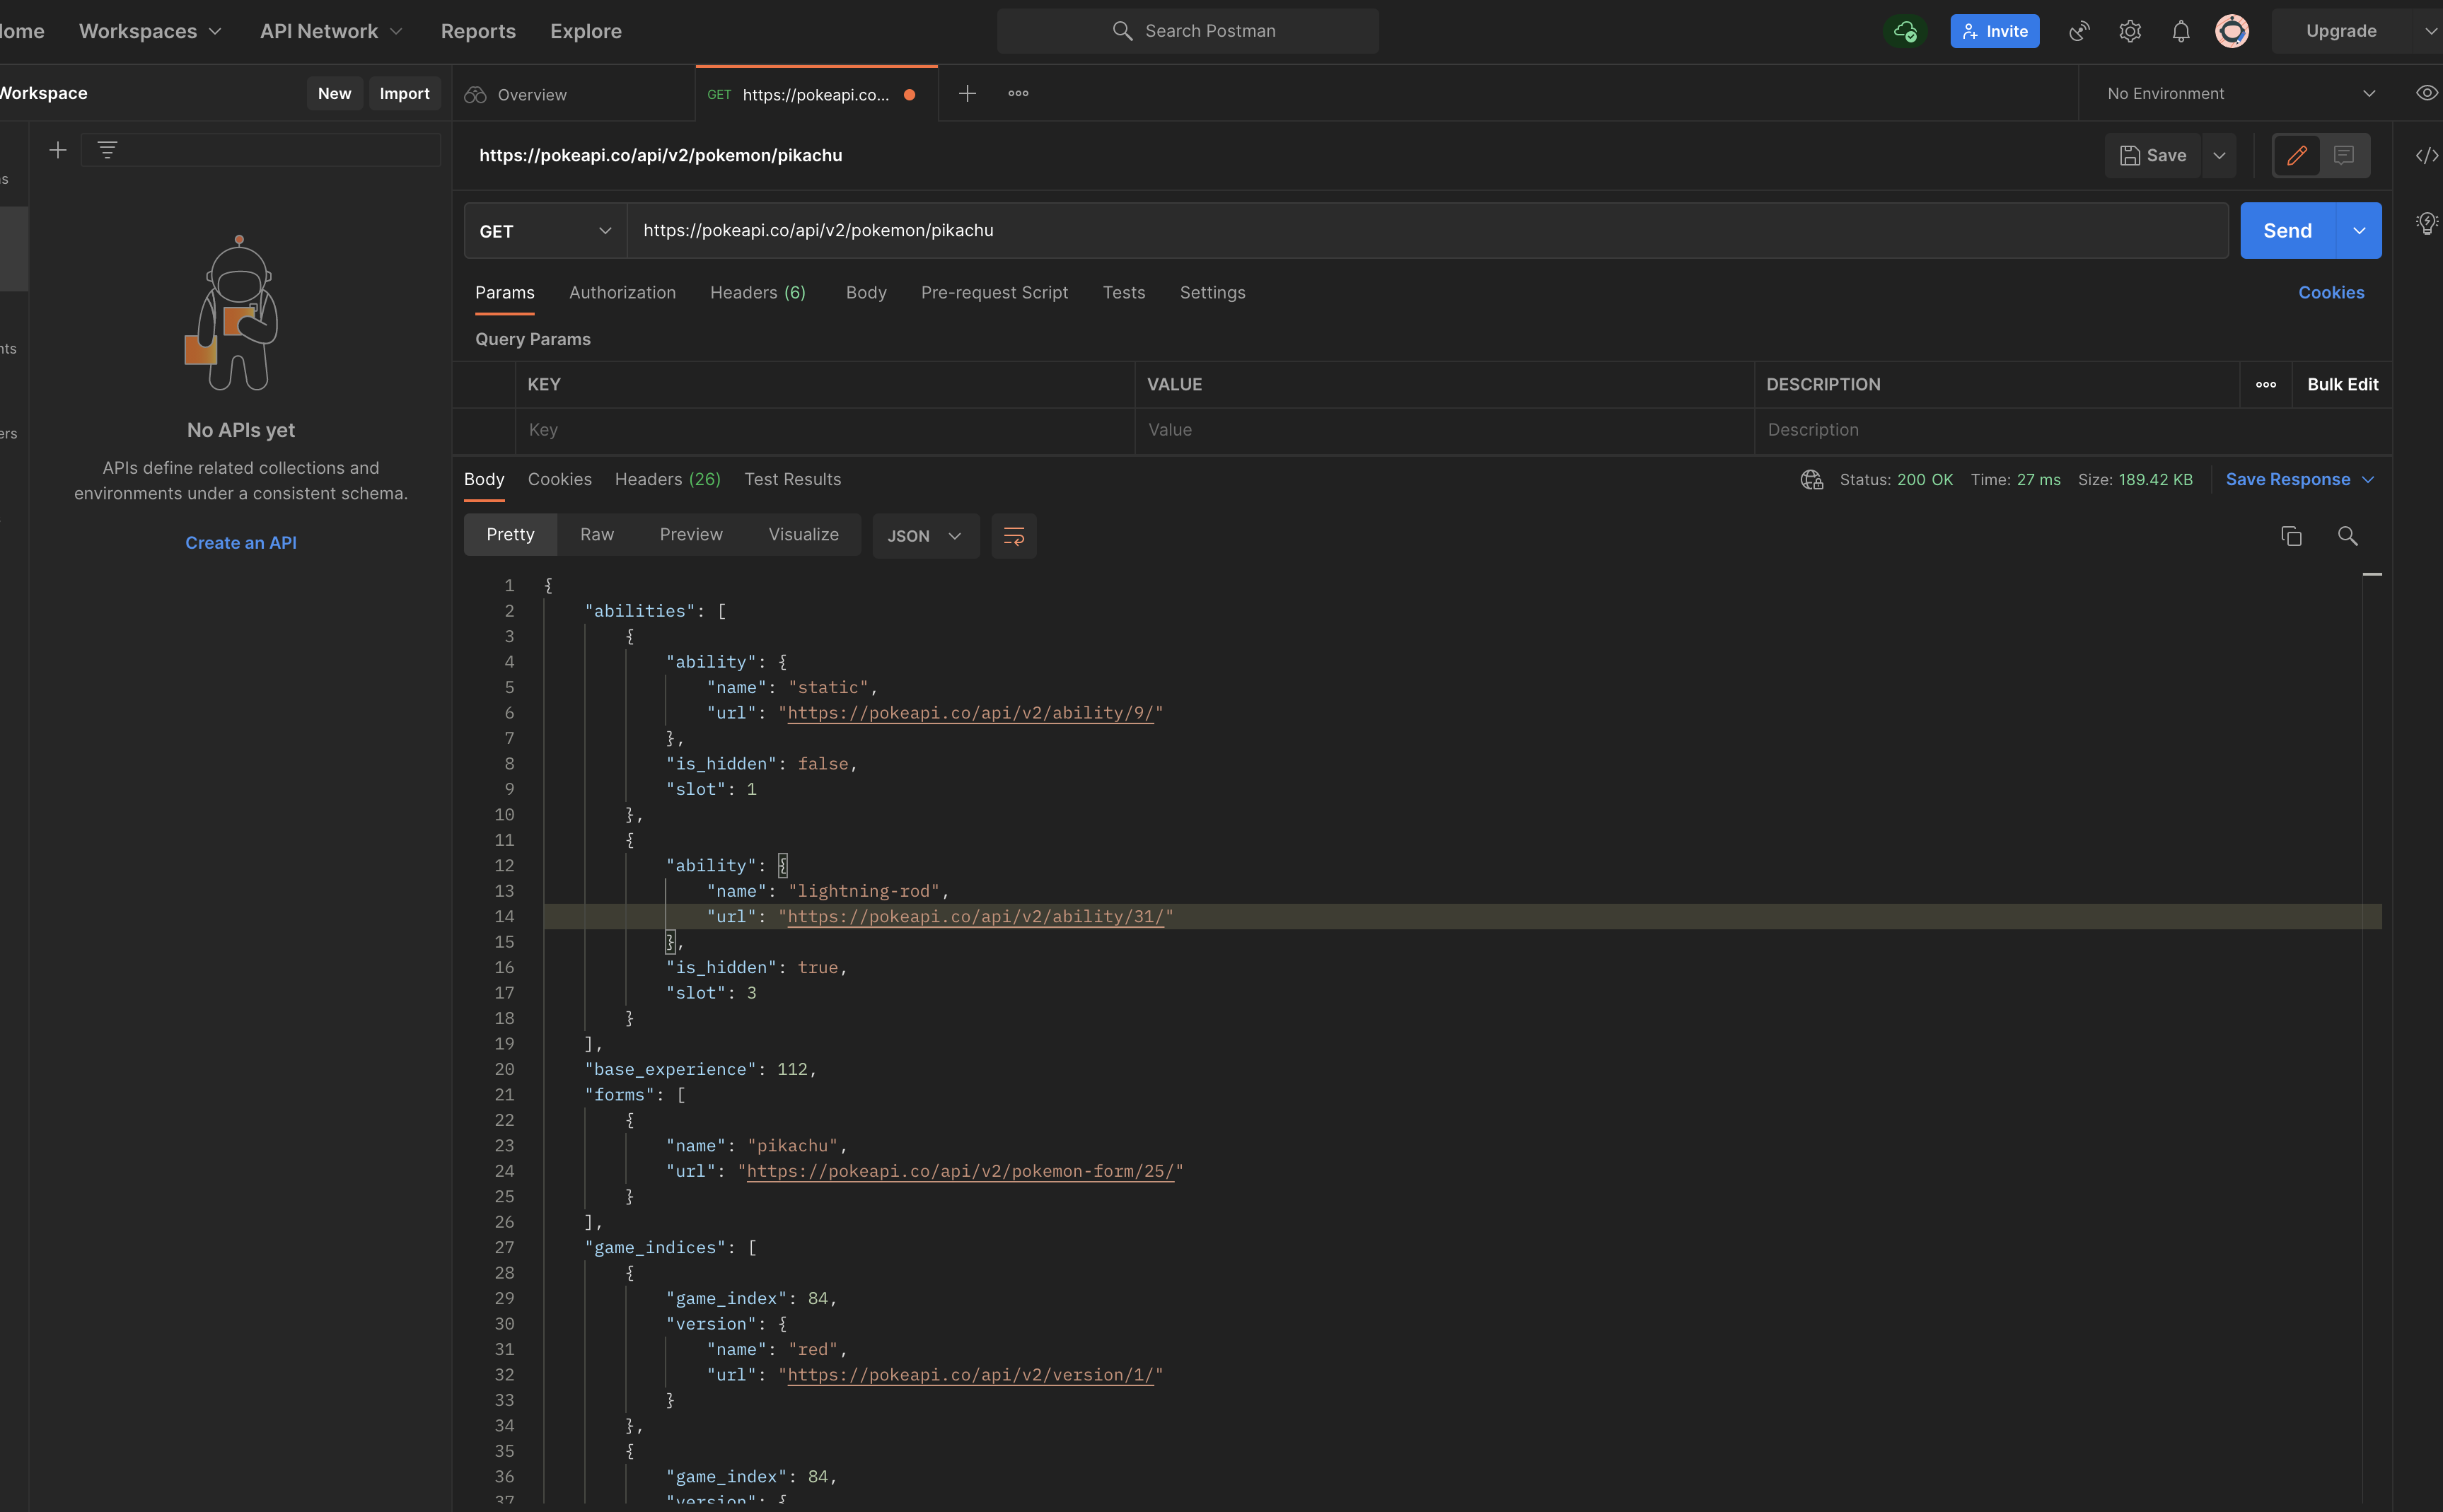 Home Workspaces API Network Reports Explore Search Postman Invite Upgrade
Workspace New Import Overview GET https://pokeapi.co... No Environment
https://pokeapi.co/api/v2/pokemon/pikachu Save
GET https://pokeapi.co/api/v2/pokemon/pikachu Send
Params Authorization Headers (6) Body Pre-request Script Tests Settings Cookies
Query Params
KEY VALUE DESCRIPTION Bulk Edit
Key Value Description
No APIs yet
APIs define related collections and
environments under a consistent schema.
Create an API
Body Cookies Headers (26) Test Results Status: 200 OK Time: 27 ms Size: 189.42 KB Save Response
Pretty Raw Preview Visualize JSON
1 {
2 "abilities": [
3 {
4 "ability": {
5 "name": "static",
6 "url": "https://pokeapi.co/api/v2/ability/9/"
7 },
8 "is_hidden": false,
9 "slot": 1
10 },
11 {
12 "ability": {
13 "name": "lightning-rod",
14 "url": "https://pokeapi.co/api/v2/ability/31/"
15 },
16 "is_hidden": true,
17 "slot": 3
18 }
19 ],
20 "base_experience": 112,
21 "forms": [
22 {
23 "name": "pikachu",
24 "url": "https://pokeapi.co/api/v2/pokemon-form/25/"
25 }
26 ],
27 "game_indices": [
28 {
29 "game_index": 84,
30 "version": {
31 "name": "red",
32 "url": "https://pokeapi.co/api/v2/version/1/"
33 }
34 },
35 {
36 "game_index": 84,
37 "version": {